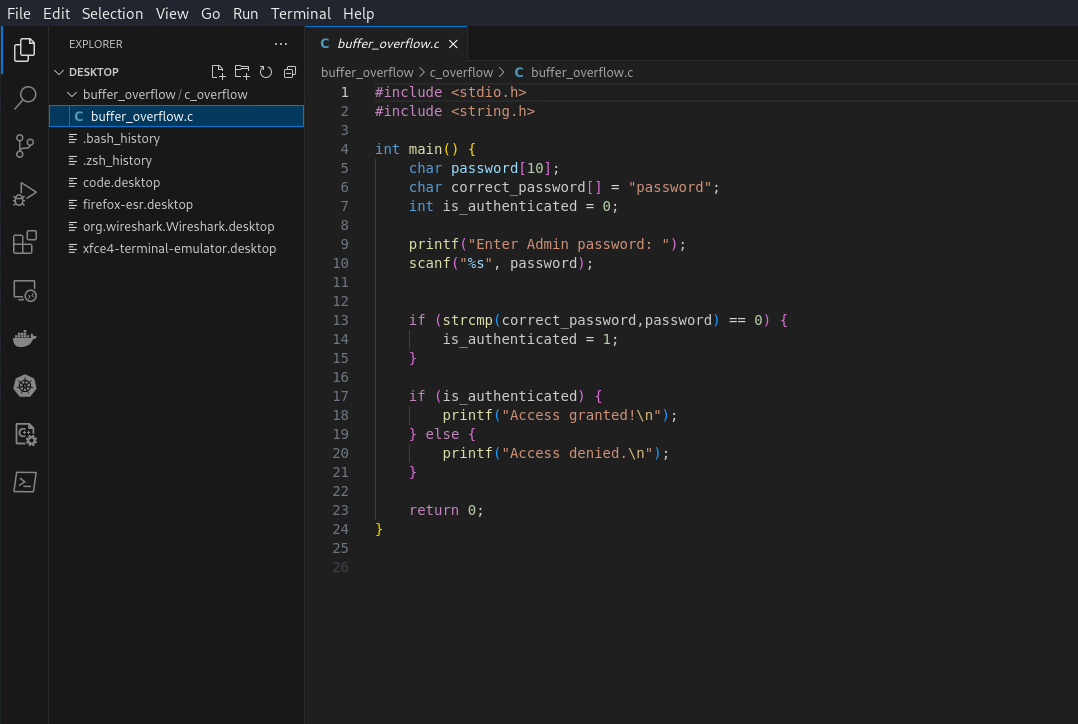 File Edit Selection View Go Run Terminal Help
EXPLORER ...
DESKTOP
buffer_overflow / c_overflow
C buffer_overflow.c
.bash_history
.zsh_history
code.desktop
firefox-esr.desktop
org.wireshark.Wireshark.desktop
xfce4-terminal-emulator.desktop
C buffer_overflow.c ×
buffer_overflow > c_overflow > C buffer_overflow.c
1 #include <stdio.h>
2 #include <string.h>
3
4 int main() {
5     char password[10];
6     char correct_password[] = "password";
7     int is_authenticated = 0;
8
9     printf("Enter Admin password: ");
10     scanf("%s", password);
11
12
13     if (strcmp(correct_password,password) == 0) {
14         is_authenticated = 1;
15     }
16
17     if (is_authenticated) {
18         printf("Access granted!\n");
19     } else {
20         printf("Access denied.\n");
21     }
22
23     return 0;
24 }
25
26